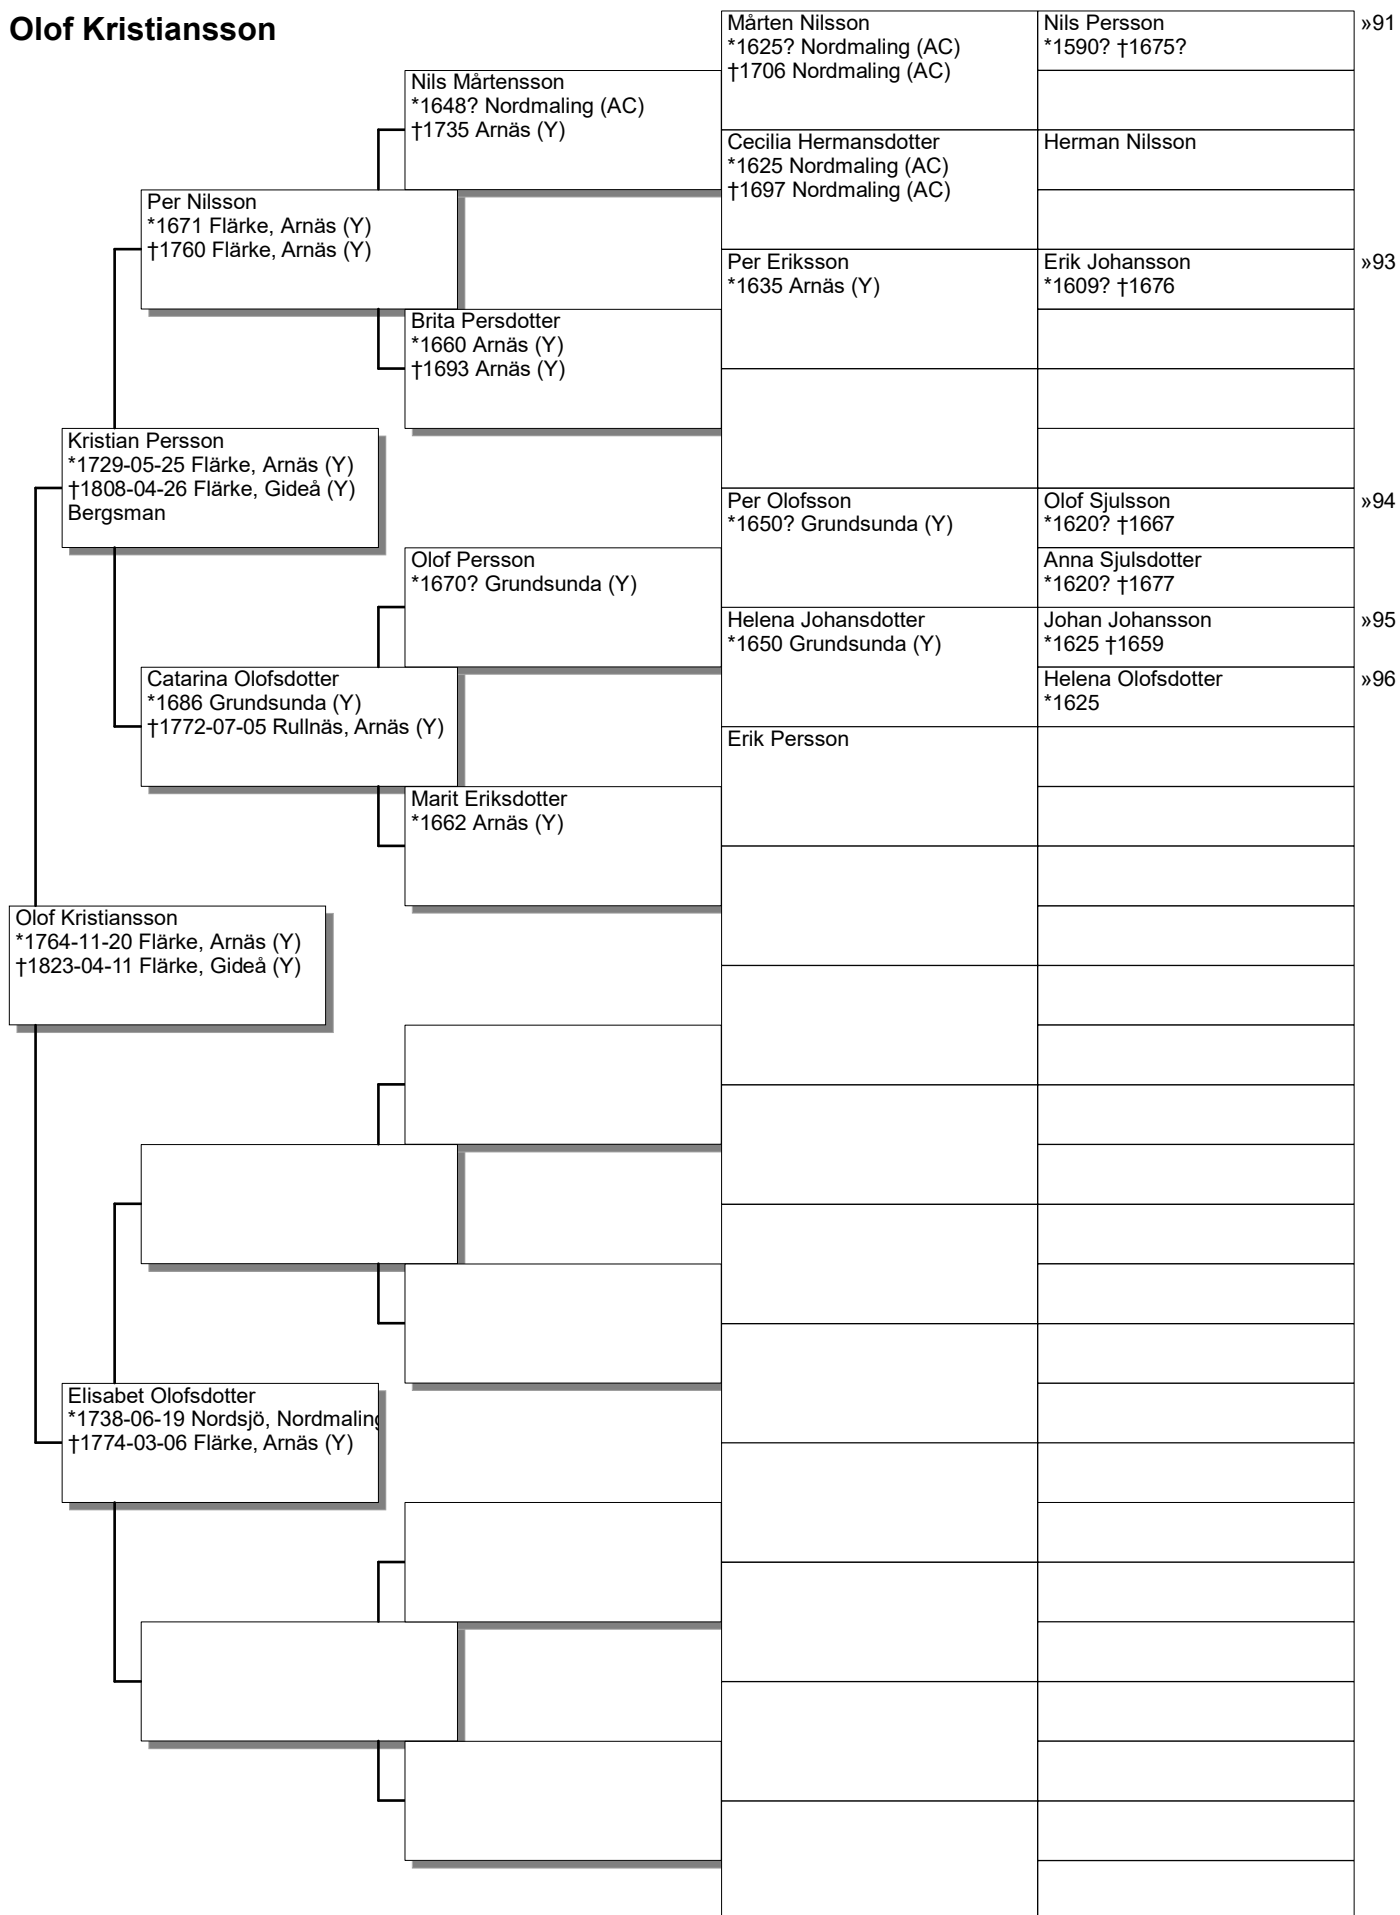 Olof Kristiansson
Mårten Nilsson
*1625? Nordmaling (AC)
†1706 Nordmaling (AC)
Nils Persson
*1590? †1675?
»91
Nils Mårtensson
*1648? Nordmaling (AC)
†1735 Arnäs (Y)
Cecilia Hermansdotter
*1625 Nordmaling (AC)
†1697 Nordmaling (AC)
Herman Nilsson
Per Nilsson
*1671 Flärke, Arnäs (Y)
†1760 Flärke, Arnäs (Y)
Per Eriksson
*1635 Arnäs (Y)
Erik Johansson
*1609? †1676
»93
Brita Persdotter
*1660 Arnäs (Y)
†1693 Arnäs (Y)
Kristian Persson
*1729-05-25 Flärke, Arnäs (Y)
†1808-04-26 Flärke, Gideå (Y)
Bergsman
Per Olofsson
*1650? Grundsunda (Y)
Olof Sjulsson
*1620? †1667
»94
Olof Persson
*1670? Grundsunda (Y)
Anna Sjulsdotter
*1620? †1677
Helena Johansdotter
*1650 Grundsunda (Y)
Johan Johansson
*1625 †1659
»95
Catarina Olofsdotter
*1686 Grundsunda (Y)
†1772-07-05 Rullnäs, Arnäs (Y)
Helena Olofsdotter
*1625
»96
Erik Persson
Marit Eriksdotter
*1662 Arnäs (Y)
Olof Kristiansson
*1764-11-20 Flärke, Arnäs (Y)
†1823-04-11 Flärke, Gideå (Y)
Elisabet Olofsdotter
*1738-06-19 Nordsjö, Nordmaling
†1774-03-06 Flärke, Arnäs (Y)